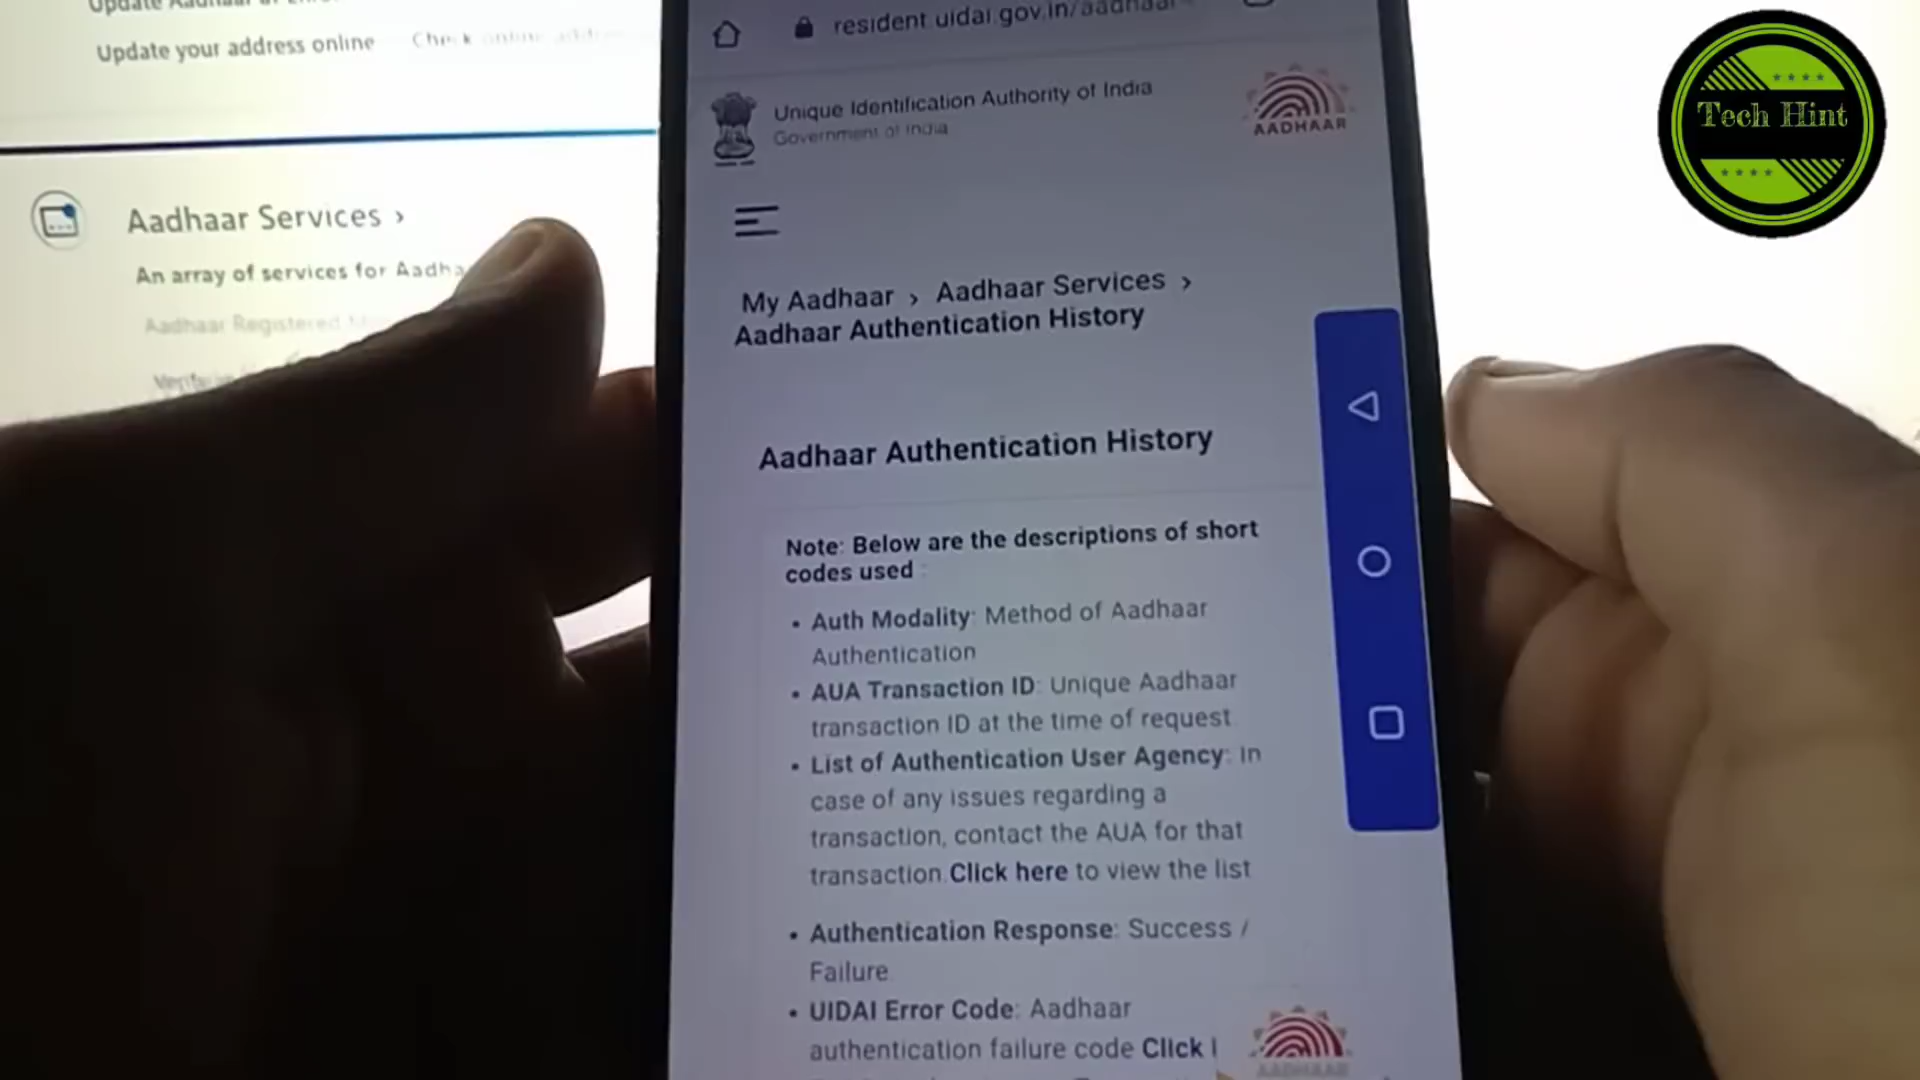 Update your address online
Aadhaar Services ›
An array of services for
Aadhaar Registered
resident.uidai.gov.in/aadhaar
Unique Identification Authority of India
Government of India
AADHAAR
My Aadhaar › Aadhaar Services ›
Aadhaar Authentication History
Aadhaar Authentication History
Note: Below are the descriptions of short
codes used :
• Auth Modality: Method of Aadhaar
Authentication
• AUA Transaction ID: Unique Aadhaar
transaction ID at the time of request
• List of Authentication User Agency: In
case of any issues regarding a
transaction, contact the AUA for that
transaction.Click here to view the list
• Authentication Response: Success /
Failure
• UIDAI Error Code: Aadhaar
authentication failure code Click
AADHAAR
Tech Hint